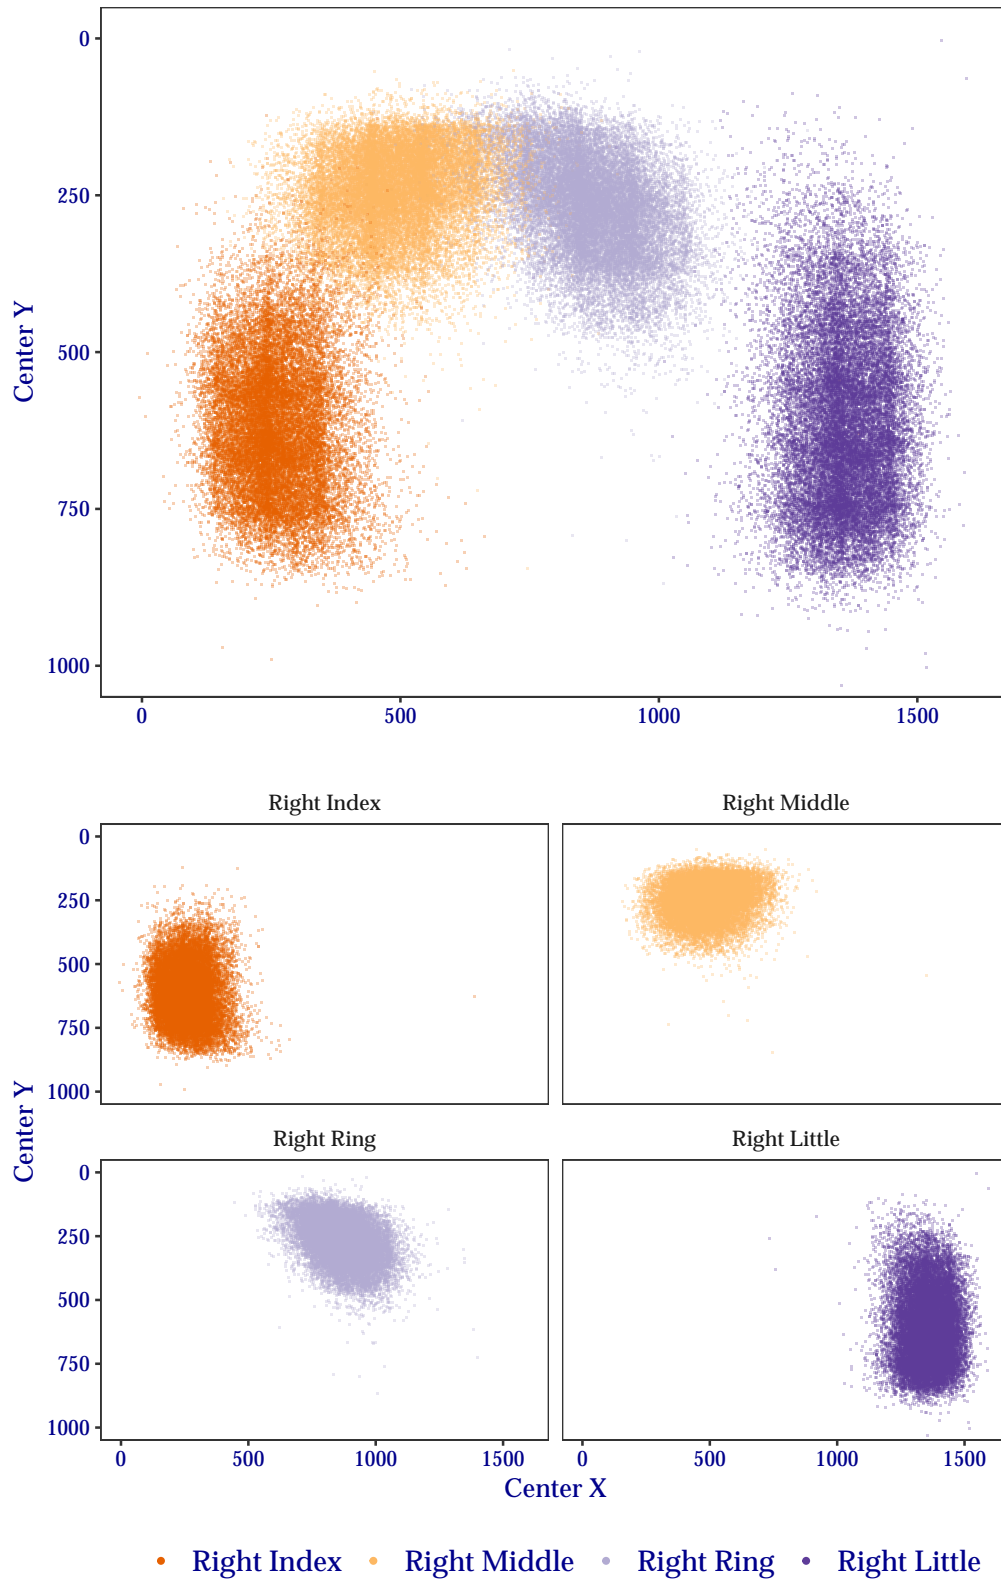 0
250
500
750
1000
Center Y
0 500 1000 1500
Right Index Right Middle
0
250
500
750
1000
Center Y
Right Ring Right Little
0
250
500
750
1000
0 500 1000 1500 0 500 1000 1500
Center X
Right Index Right Middle Right Ring Right Little